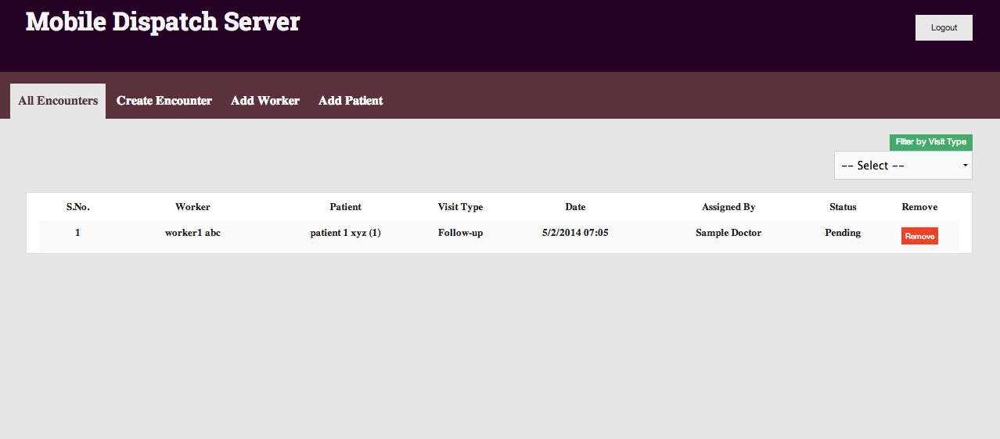 Mobile Dispatch Server
Logout
All Encounters Create Encounter Add Worker Add Patient
Filter by Visit Type
-- Select --
S.No. Worker Patient Visit Type Date Assigned By Status Remove
1 worker1 abc patient 1 xyz (1) Follow-up 5/2/2014 07:05 Sample Doctor Pending Remove